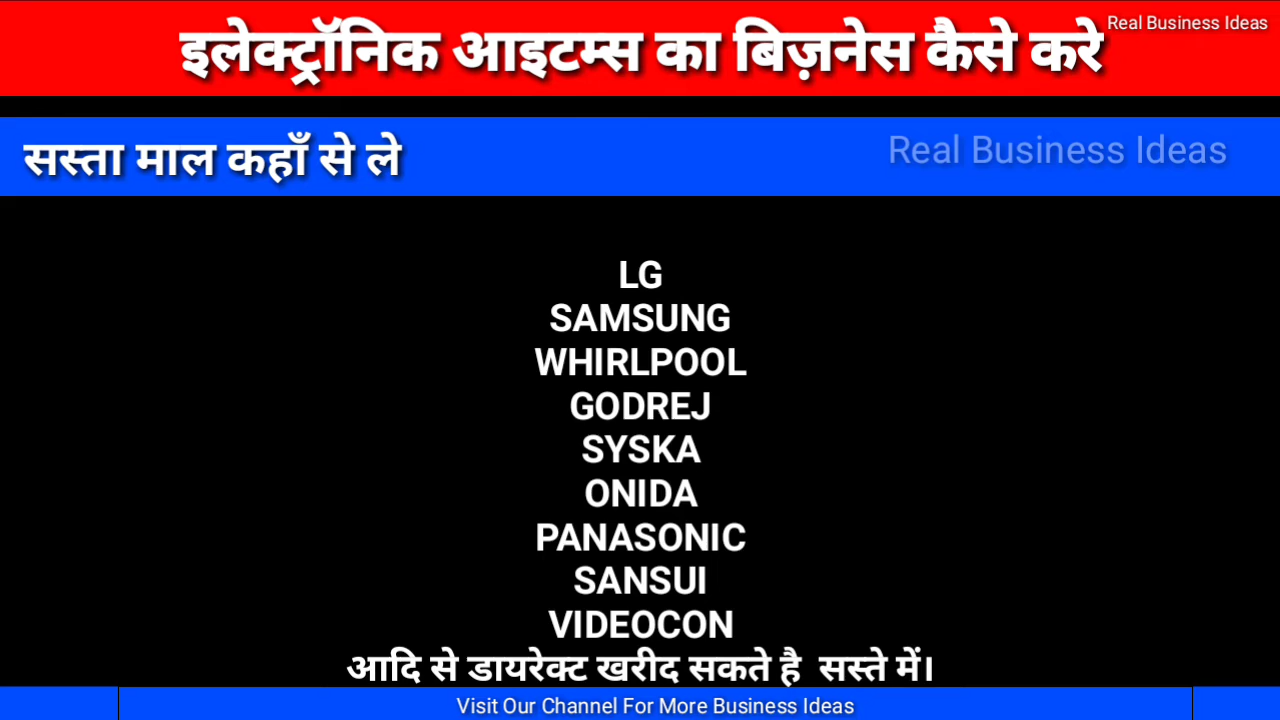 इलेक्ट्रॉनिक आइटम्स का बिज़नेस कैसे करे
Real Business Ideas
सस्ता माल कहाँ से ले
Real Business Ideas
LG
SAMSUNG
WHIRLPOOL
GODREJ
SYSKA
ONIDA
PANASONIC
SANSUI
VIDEOCON
आदि से डायरेक्ट खरीद सकते है सस्ते में।
Visit Our Channel For More Business Ideas